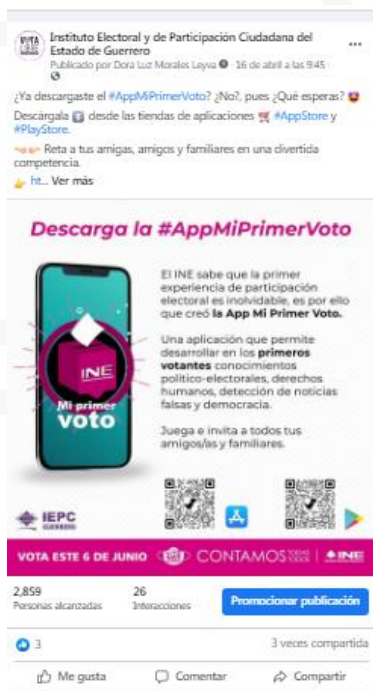 Instituto Electoral y de Participación Ciudadana del
Estado de Guerrero
Publicado por Dora Luz Morales Leyva · 16 de abril a las 9:45 ·
¿Ya descargaste el #AppMiPrimerVoto? ¿No?, pues ¿Qué esperas?
Descárgala desde las tiendas de aplicaciones #AppStore y
#PlayStore.
Reta a tus amigas, amigos y familiares en una divertida
competencia.
ht... Ver más
Descarga la #AppMiPrimerVoto
El INE sabe que la primer
experiencia de participación
electoral es inolvidable, es por ello
que creó la App Mi Primer Voto.
Una aplicación que permite
desarrollar en los primeros
votantes conocimientos
político-electorales, derechos
humanos, detección de noticias
falsas y democracia.
Juega e invita a todos tus
amigos/as y familiares.
INE
Mi primer
voto
IEPC
GUERRERO
VOTA ESTE 6 DE JUNIO
CONTAMOS
INE
2,859
Personas alcanzadas
26
Interacciones
Promocionar publicación
3
3 veces compartida
Me gusta
Comentar
Compartir